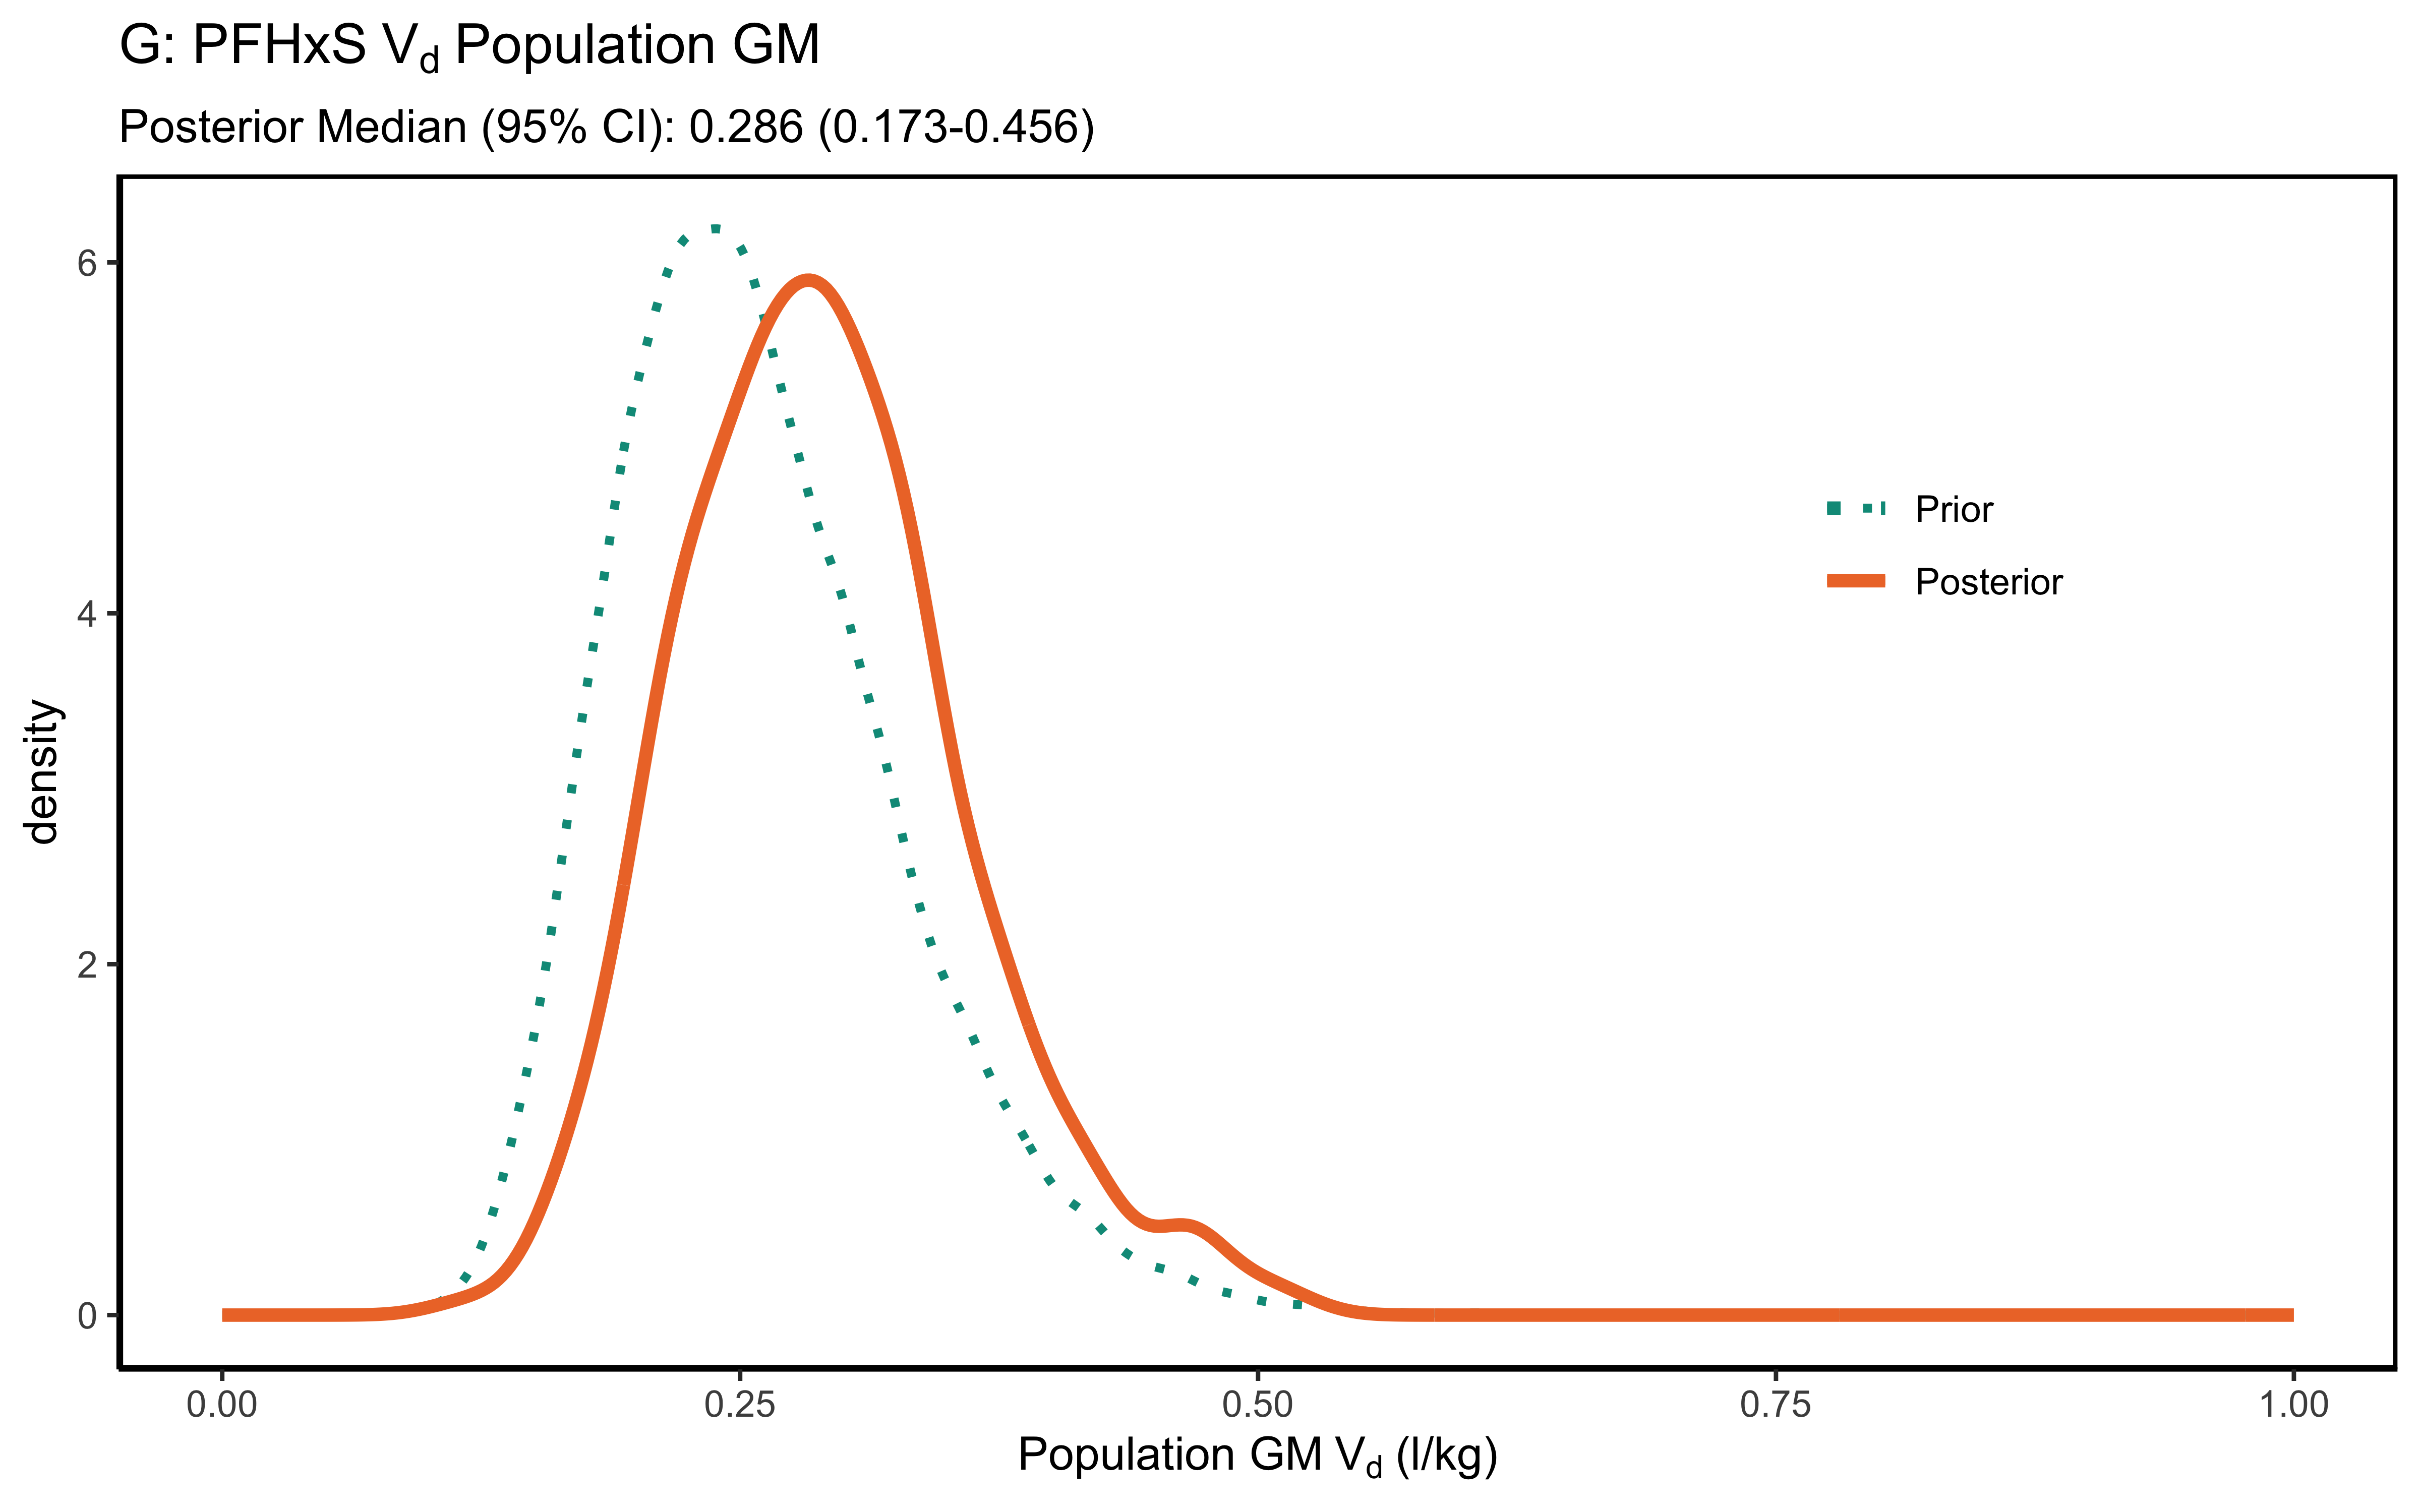 G: PFHxS Vd Population GM
Posterior Median (95% CI): 0.286 (0.173-0.456)
6
4
2
0
density
Prior
Posterior
0.00 0.25 0.50 0.75 1.00
Population GM Vd (l/kg)